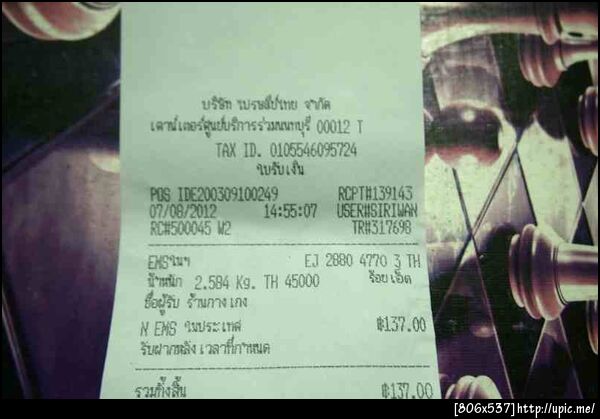 บริษัท ไปรษณีย์ไทย จำกัด
เคาน์เตอร์ศูนย์บริการร่วมนนทบุรี 00012 T
TAX ID. 0105546095724
ใบรับเงิน
POS IDE200309100249 RCPT#139143
07/08/2012 14:55:07 USER#SIRIWAN
RC#500045 W2 TR#317698
EMSในฯ EJ 2880 4770 3 TH
น้ำหนัก 2.584 Kg. TH 45000 ร้อยเอ็ด
ชื่อผู้รับ ร้านกางเกง
N EMS ในประเทศ ฿137.00
รับฝากหลัง เวลาที่กำหนด
รวมทั้งสิ้น ฿137.00
[806x537]http://upic.me/